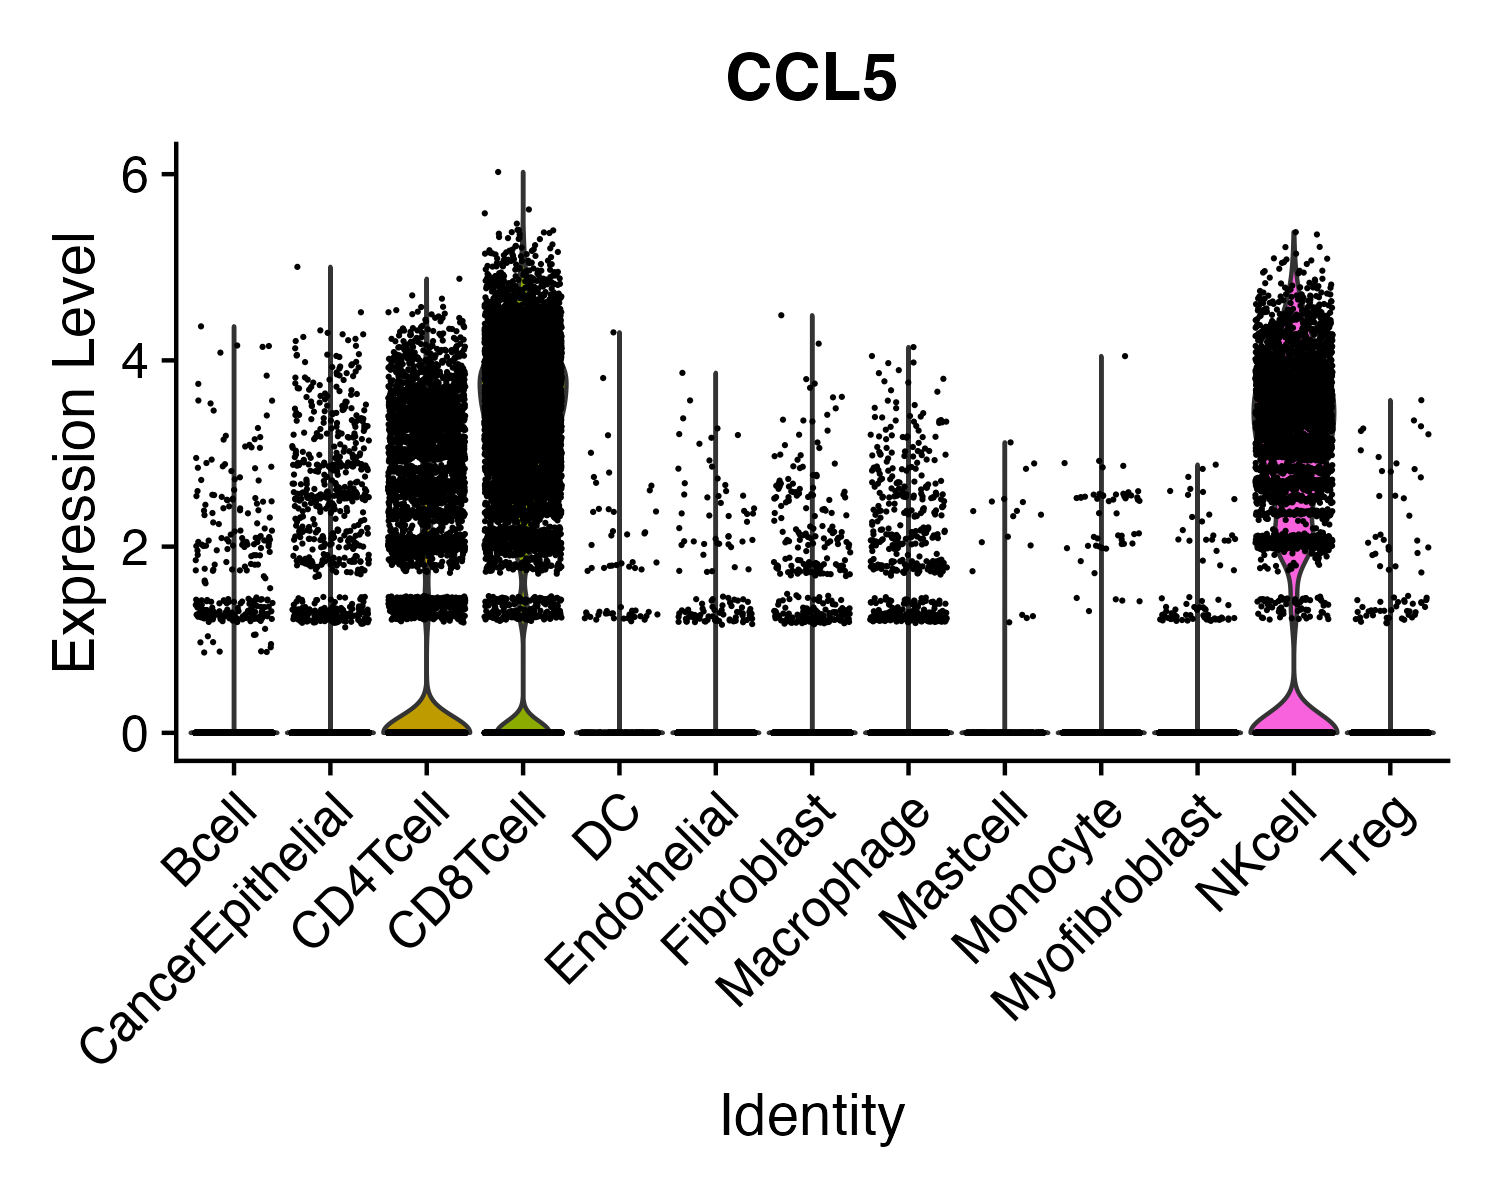 CCL5
Expression Level
6
4
2
0
Bcell
CancerEpithelial
CD4Tcell
CD8Tcell
DC
Endothelial
Fibroblast
Macrophage
Mastcell
Monocyte
Myofibroblast
NKcell
Treg
Identity